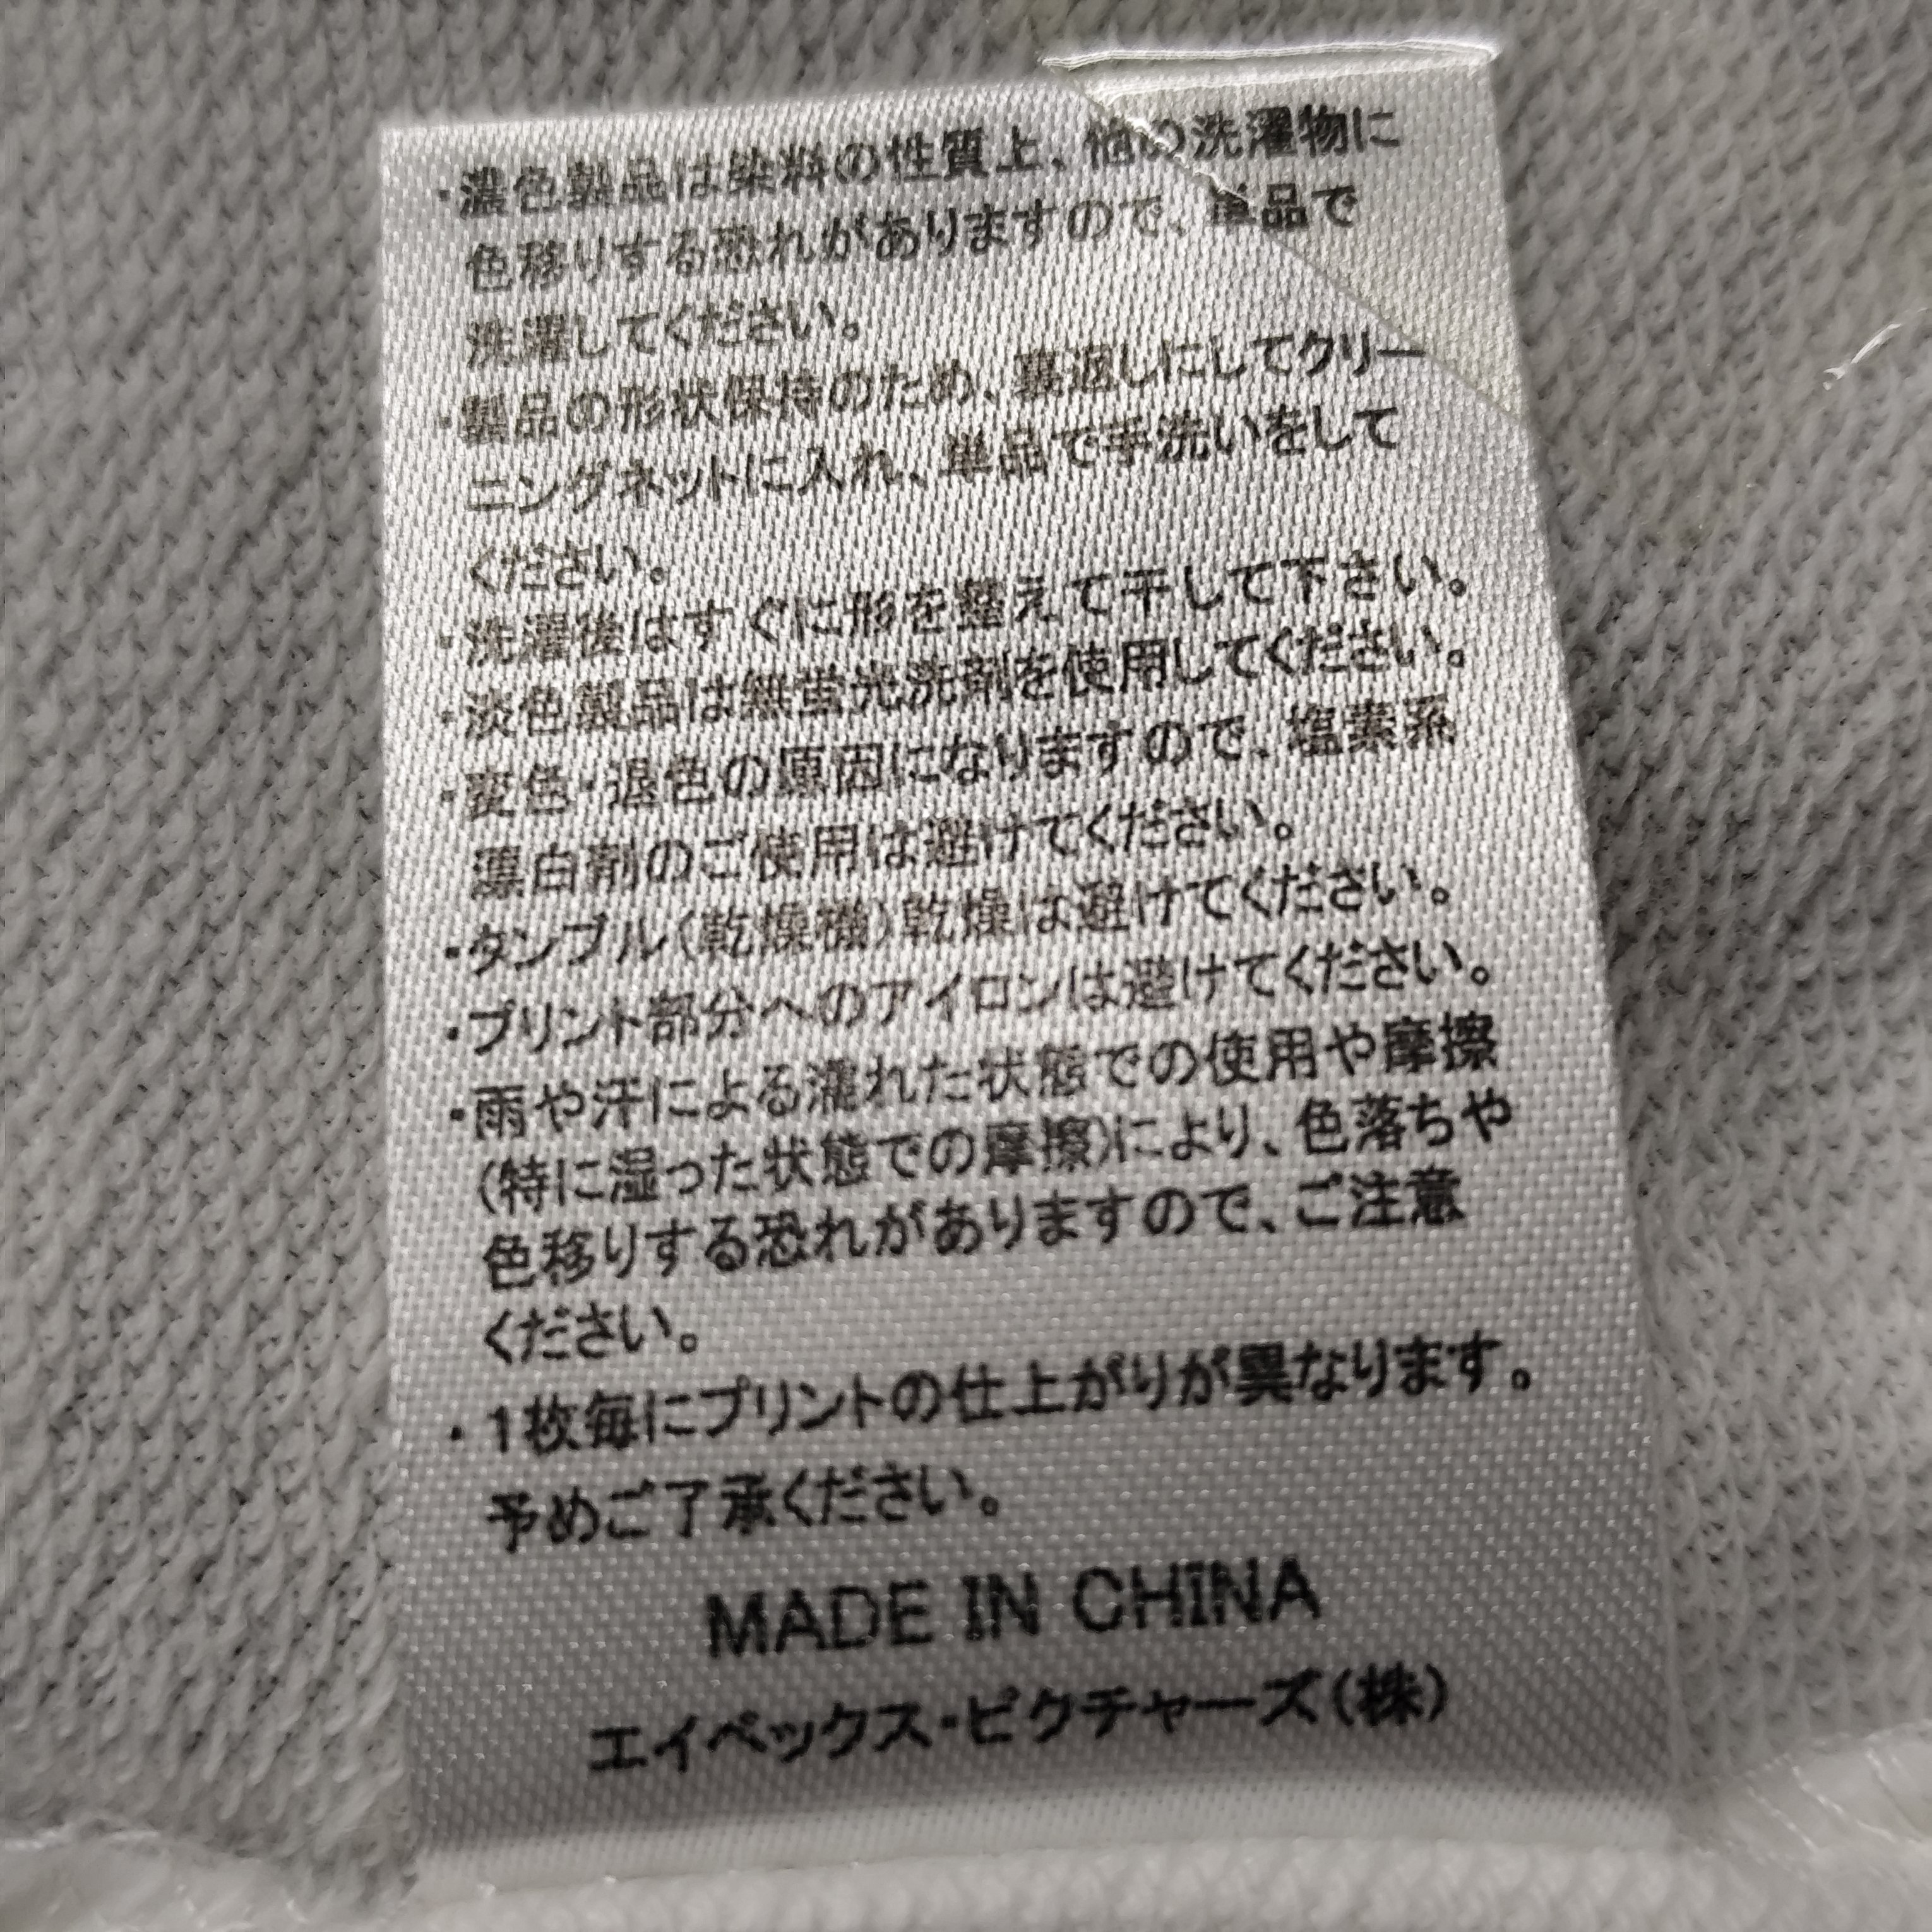 ・濃色製品は染料の性質上、他の洗濯物に
色移りする恐れがありますので、単品で
洗濯してください。
・製品の形状保持のため、裏返しにしてクリー
ニングネットに入れ、単品で手洗いをして
ください。
・洗濯後はすぐに形を整えて干して下さい。
・淡色製品は無蛍光洗剤を使用してください。
・変色・退色の原因になりますので、塩素系
漂白剤のご使用は避けてください。
・タンブル(乾燥機)乾燥は避けてください。
・プリント部分へのアイロンは避けてください。
・雨や汗による濡れた状態での使用や摩擦
(特に湿った状態での摩擦)により、色落ちや
色移りする恐れがありますので、ご注意
ください。
・1枚毎にプリントの仕上がりが異なります。
予めご了承ください。
MADE IN CHINA
エイベックス・ピクチャーズ(株)